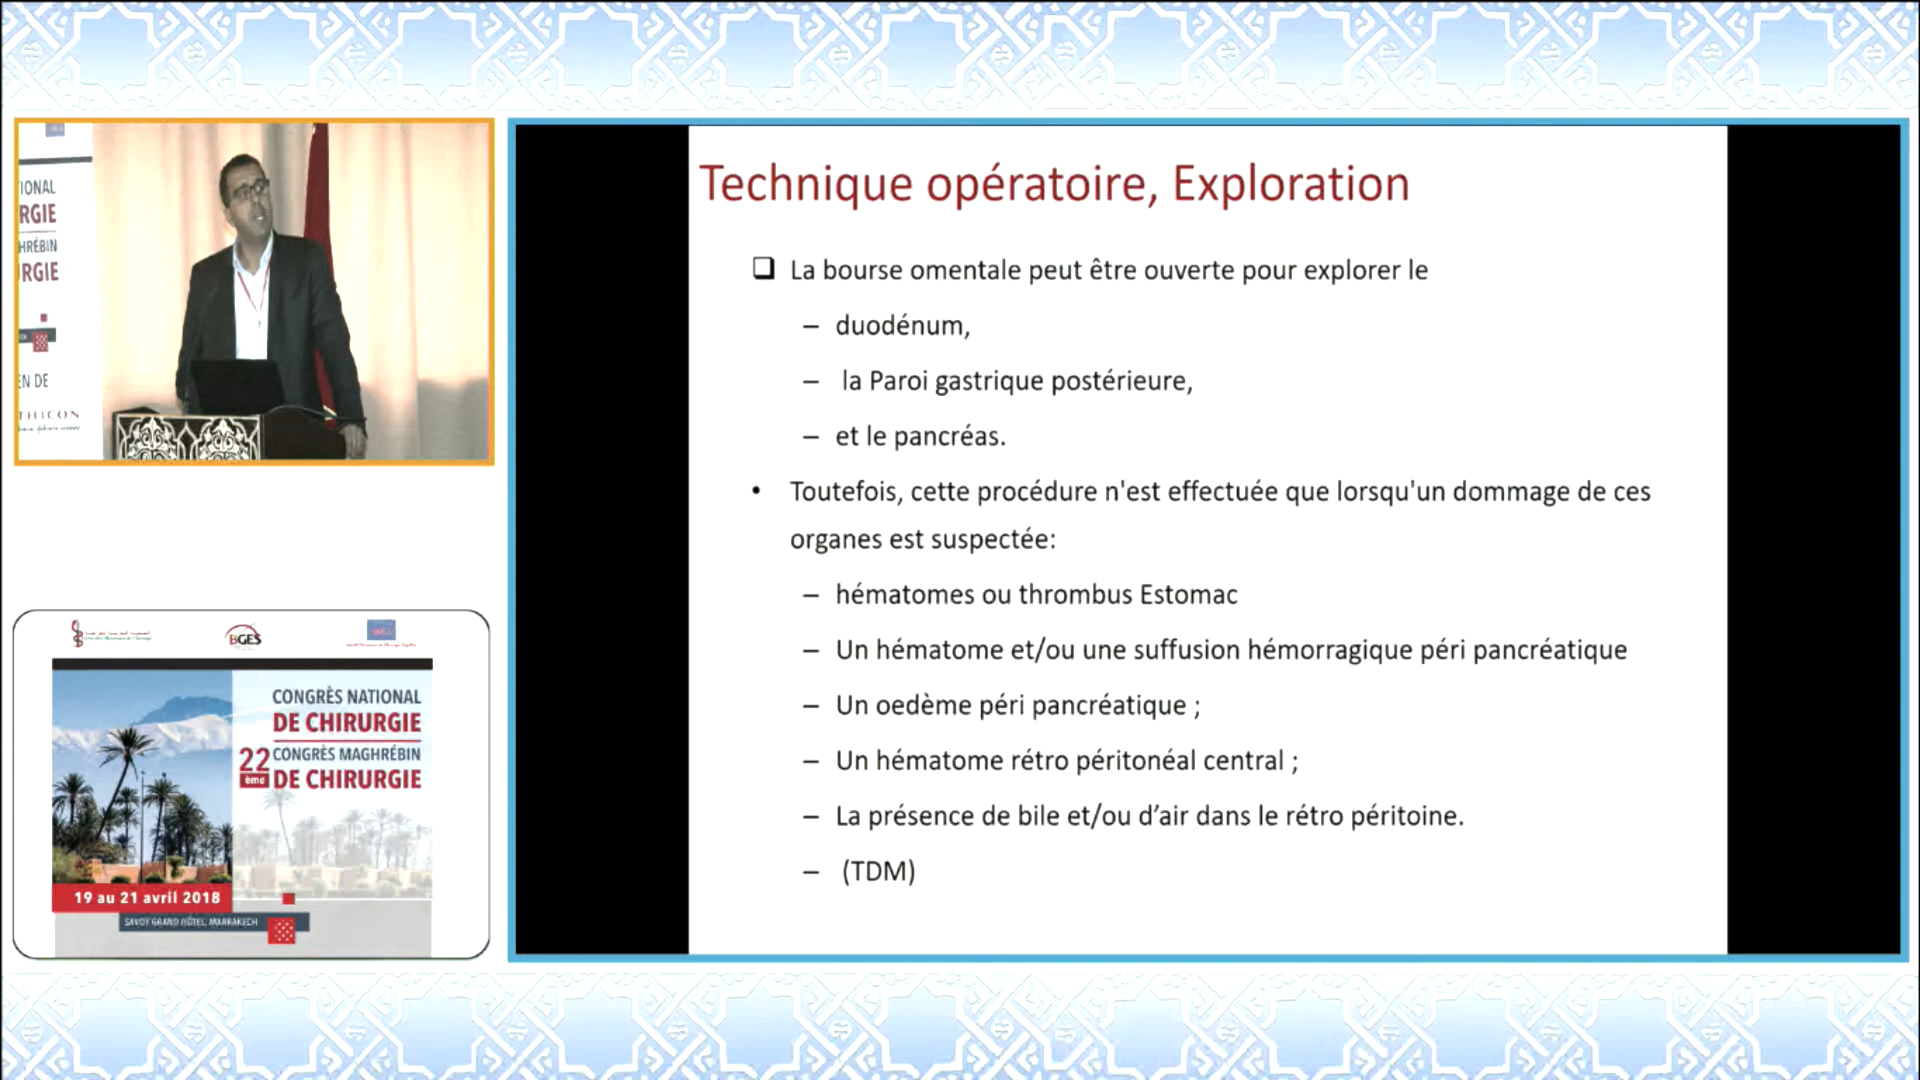 IONAL
RGIE
HRÉBIN
RGIE
EN DE
THICON
BGES
CONGRÈS NATIONAL
DE CHIRURGIE
22 ème CONGRÈS MAGHRÉBIN
DE CHIRURGIE
19 au 21 avril 2018
SAVOY GRAND HÔTEL, MARRAKECH
Technique opératoire, Exploration
❑ La bourse omentale peut être ouverte pour explorer le
– duodénum,
– la Paroi gastrique postérieure,
– et le pancréas.
• Toutefois, cette procédure n'est effectuée que lorsqu'un dommage de ces
organes est suspectée:
– hématomes ou thrombus Estomac
– Un hématome et/ou une suffusion hémorragique péri pancréatique
– Un oedème péri pancréatique ;
– Un hématome rétro péritonéal central ;
– La présence de bile et/ou d’air dans le rétro péritoine.
– (TDM)